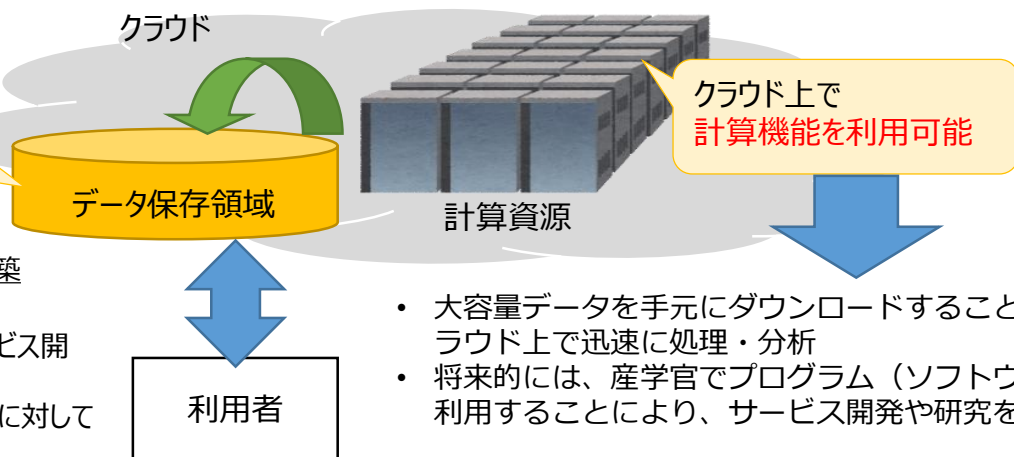 クラウド
クラウド上で
計算機能を利用可能
データ保存領域
計算資源
築
ビス開
に対して
利用者
• 大容量データを手元にダウンロードすること
ラウド上で迅速に処理・分析
• 将来的には、産学官でプログラム（ソフトウ
利用することにより、サービス開発や研究を